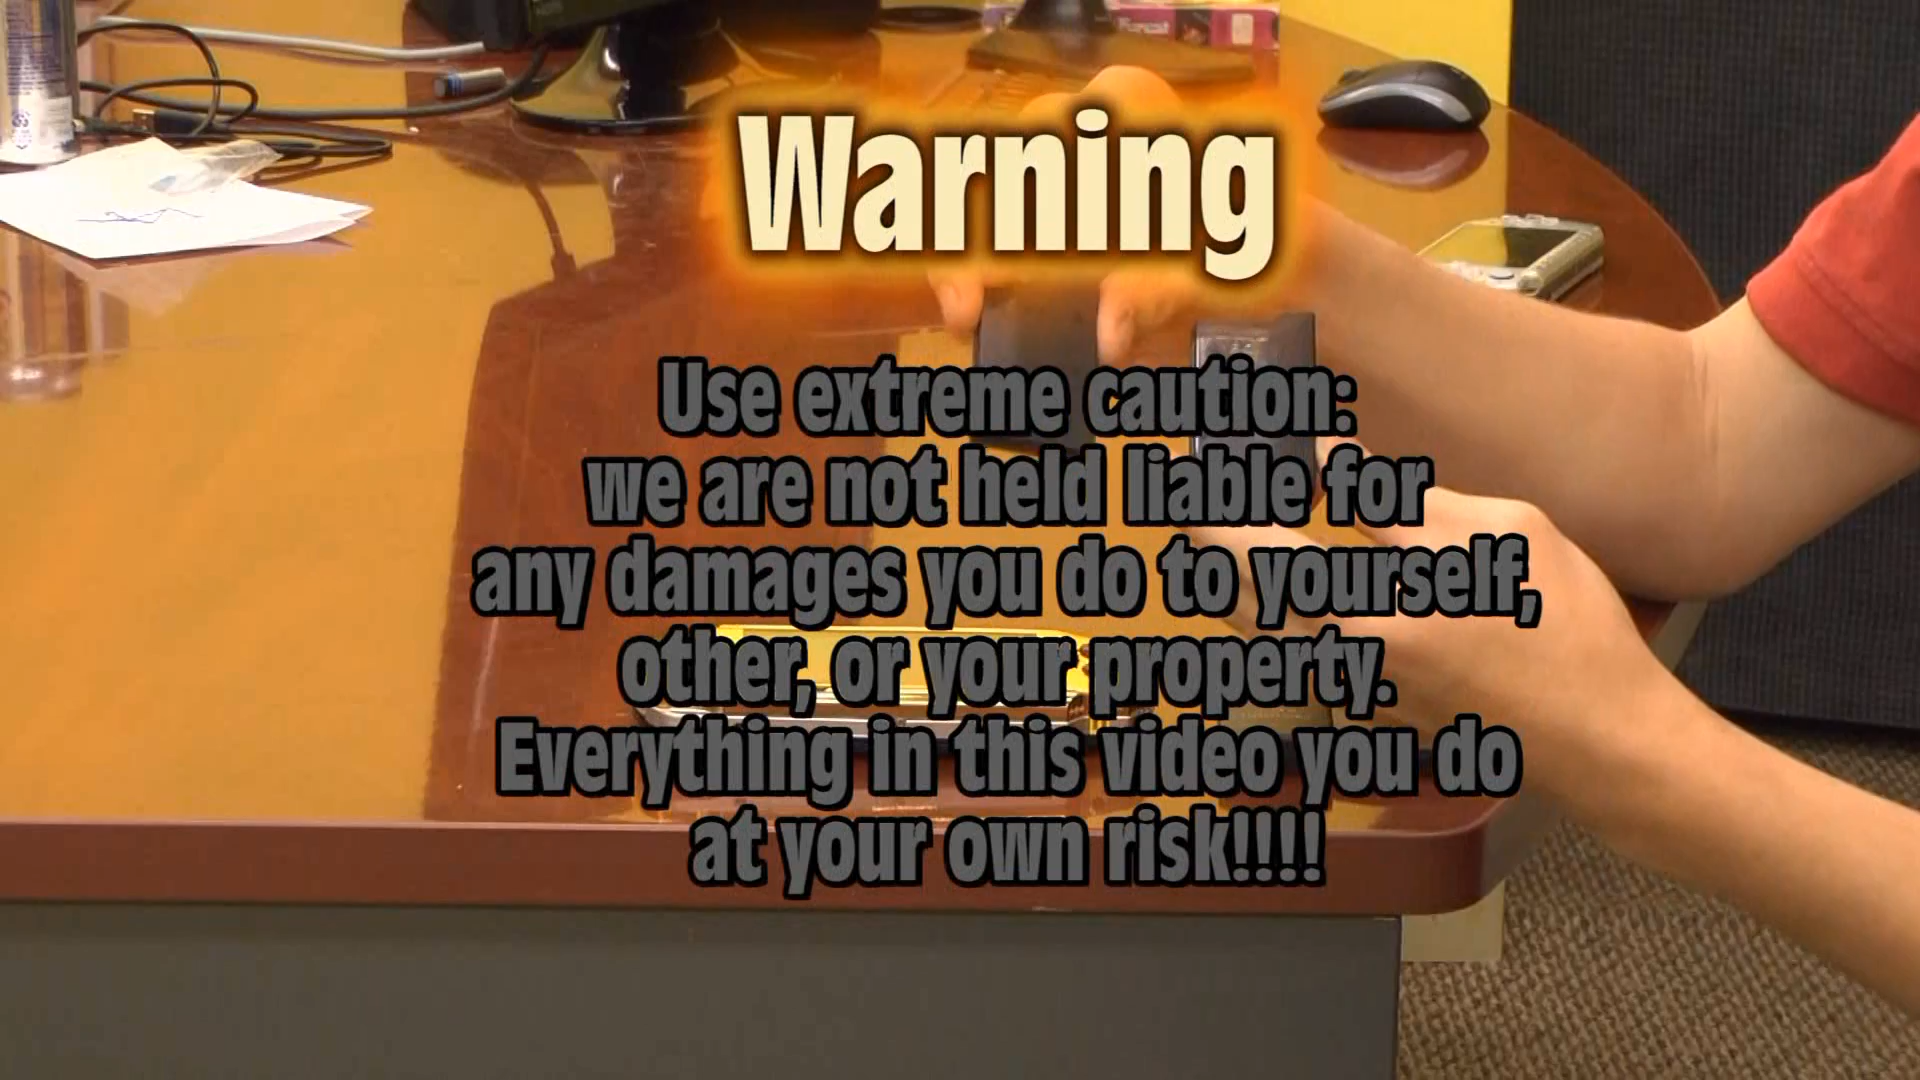 Warning
Use extreme caution:
we are not held liable for
any damages you do to yourself,
other, or your property.
Everything in this video you do
at your own risk!!!!